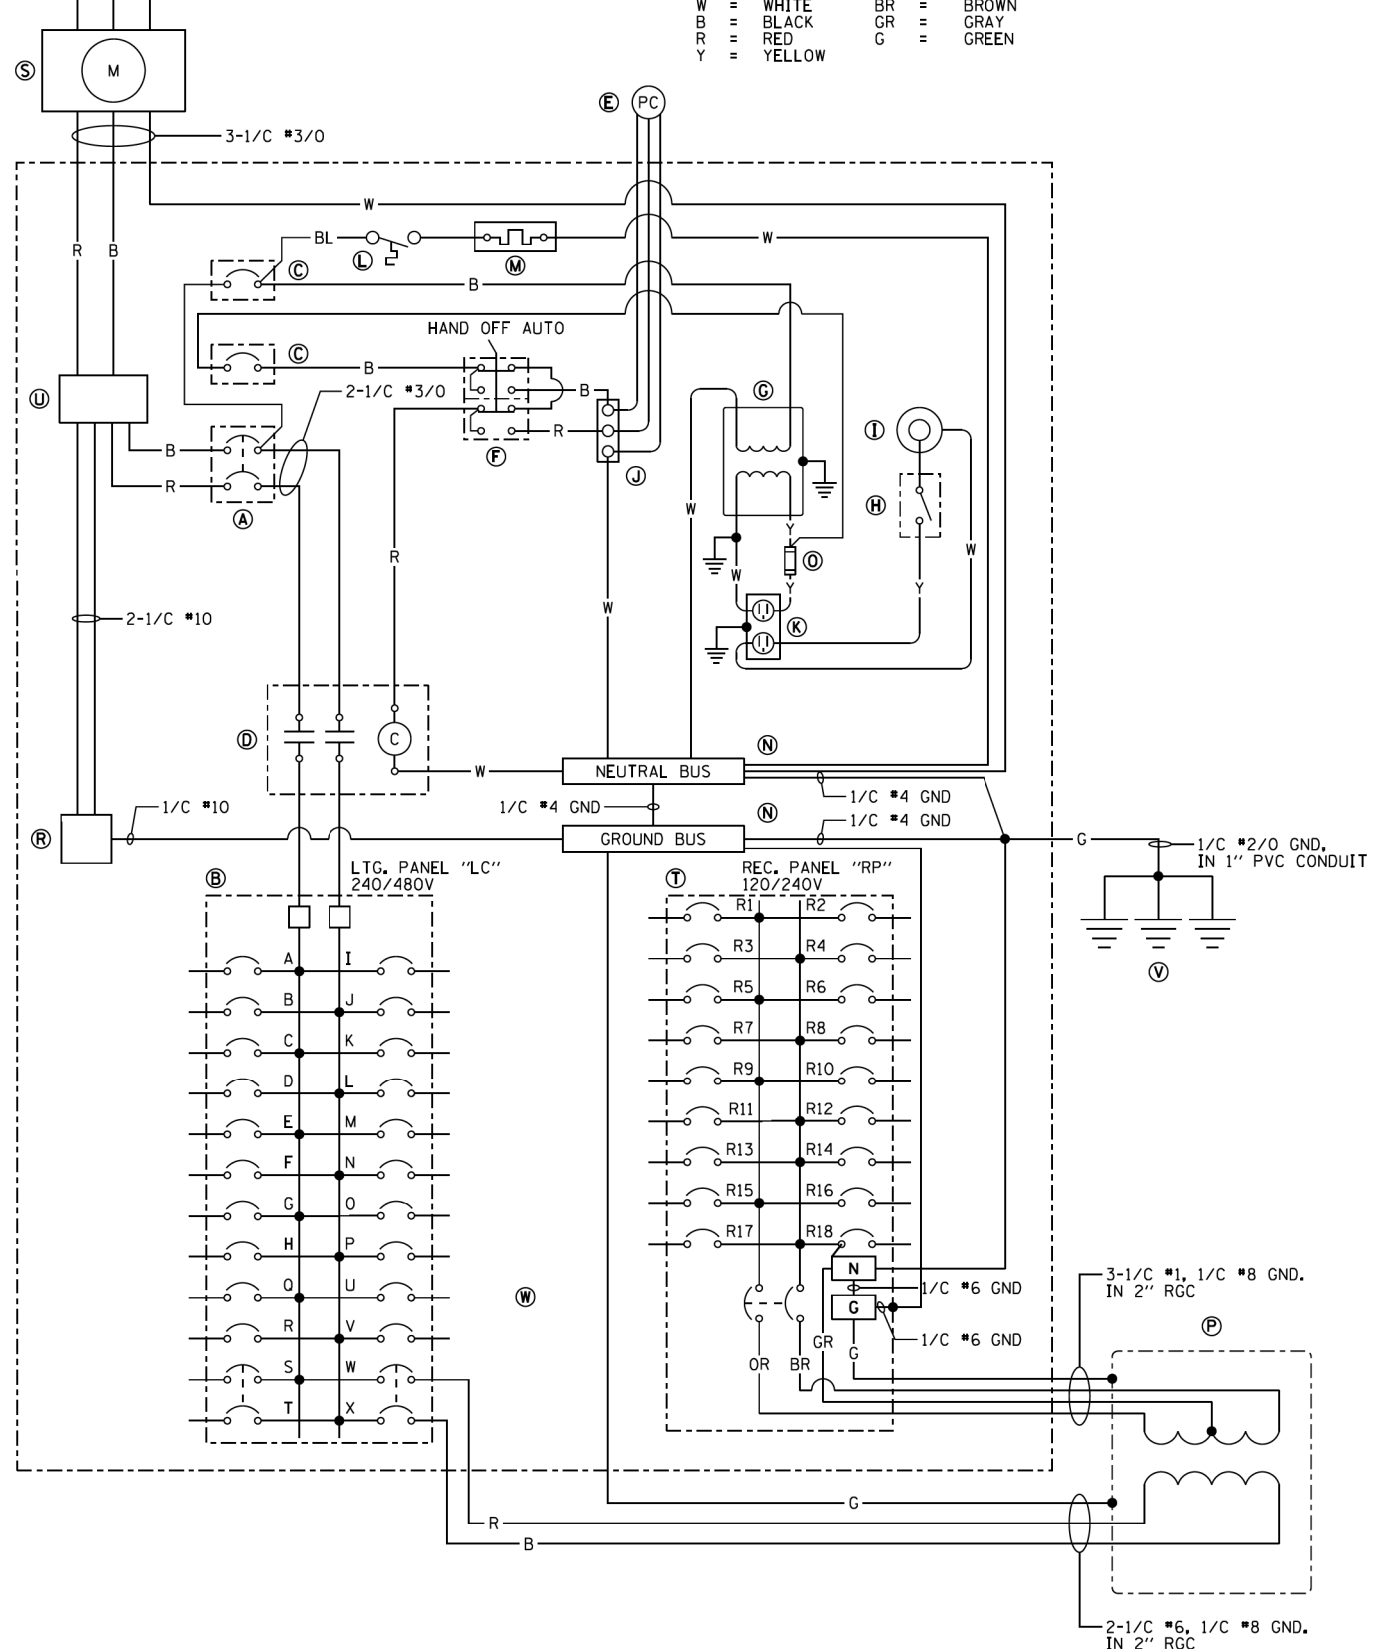 W = WHITE BR = BROWN
B = BLACK GR = GRAY
R = RED G = GREEN
Y = YELLOW
S
M
E PC
3-1/C #3/0
W
R B
BL
L
M
W
C
B
HAND OFF AUTO
C
B
2-1/C #3/0
B
U
G
I
B
R
F
J
H
R
A
W
Y
O
W
R
W
Y
Y
K
2-1/C #10
W
D
C
N
W
NEUTRAL BUS
1/C #10
1/C #4 GND
1/C #4 GND
N
1/C #4 GND
R
GROUND BUS
G
1/C #2/0 GND,
IN 1" PVC CONDUIT
B
LTG. PANEL "LC"
240/480V
T
REC. PANEL "RP"
120/240V
R1 R2
R3 R4
A I
V
R5 R6
B J
R7 R8
C K
R9 R10
D L
R11 R12
E M
R13 R14
F N
R15 R16
G O
R17 R18
H P
N
3-1/C #1, 1/C #8 GND.
IN 2" RGC
Q U
W
1/C #6 GND
G
R V
P
1/C #6 GND
GR
G
S W
OR BR
T X
G
R
B
2-1/C #6, 1/C #8 GND.
IN 2" RGC